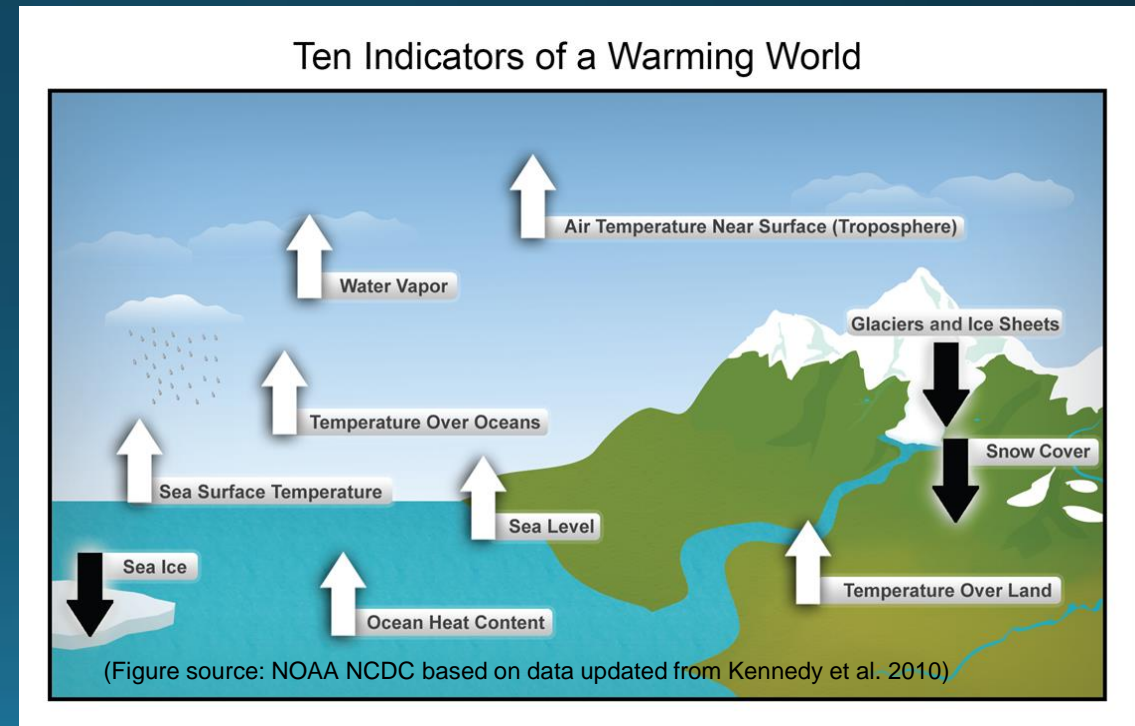 Ten Indicators of a Warming World
Air Temperature Near Surface (Troposphere)
Water Vapor
Glaciers and Ice Sheets
Temperature Over Oceans
Snow Cover
Sea Surface Temperature
Sea Level
Sea Ice
Temperature Over Land
Ocean Heat Content
(Figure source: NOAA NCDC based on data updated from Kennedy et al. 2010)